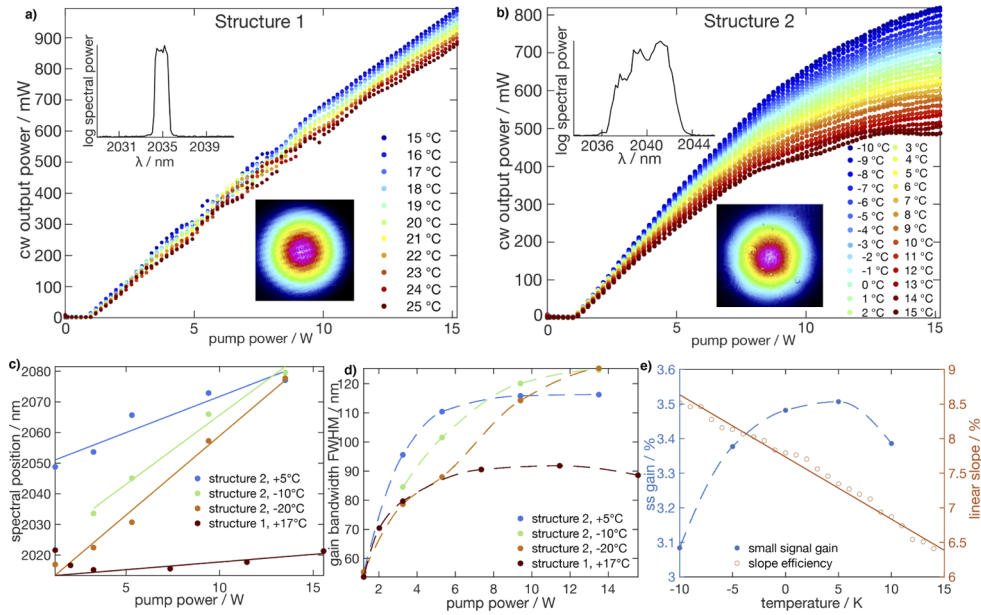 a)
Structure 1
cw output power / mW
900
800
700
600
500
400
300
200
100
0
log spectral power
2031 2035 2039
λ / nm
15 °C
16 °C
17 °C
18 °C
19 °C
20 °C
21 °C
22 °C
23 °C
24 °C
25 °C
0 5 10 15
pump power / W
b)
Structure 2
cw output power / mW
800
700
600
500
400
300
200
100
0
log spectral power
2036 2040 2044
λ / nm
-10 °C 3 °C
-9 °C 4 °C
-8 °C 5 °C
-7 °C 6 °C
-6 °C 7 °C
-5 °C 8 °C
-4 °C 9 °C
-3 °C 10 °C
-2 °C 11 °C
-1 °C 12 °C
0 °C 13 °C
1 °C 14 °C
2 °C 15 °C
0 5 10 15
pump power / W
c)
spectral position / nm
2080
2070
2060
2050
2040
2030
2020
structure 2, +5°C
structure 2, -10°C
structure 2, -20°C
structure 1, +17°C
5 10 15
pump power / W
d)
gain bandwidth FWHM / nm
120
110
100
90
80
70
60
structure 2, +5°C
structure 2, -10°C
structure 2, -20°C
structure 1, +17°C
2 4 6 8 10 12 14
pump power / W
e)
ss gain / %
3.6
3.5
3.4
3.3
3.2
3.1
3
small signal gain
slope efficiency
-10 -5 0 5 10 15
temperature / K
9
8.5
8
7.5
7
6.5
6
linear slope / %